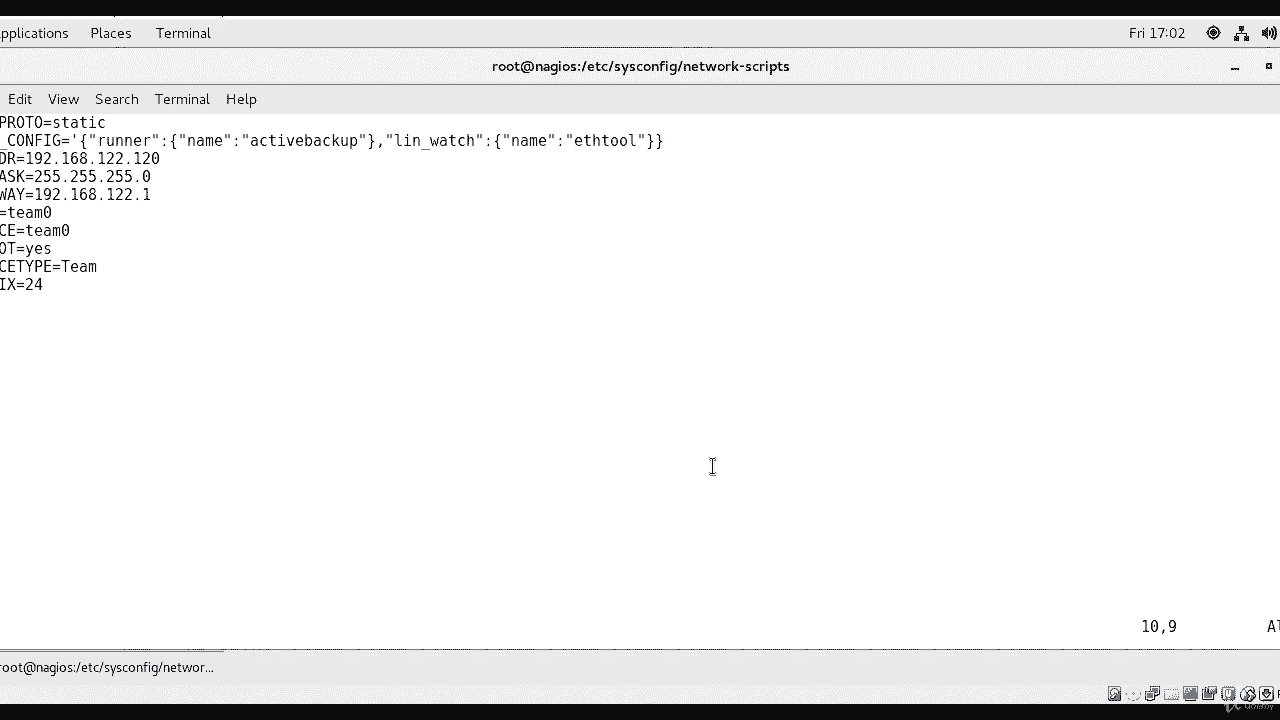 pplications Places Terminal Fri 17:02
root@nagios:/etc/sysconfig/network-scripts
Edit View Search Terminal Help
PROTO=static
_CONFIG='{"runner":{"name":"activebackup"},"lin_watch":{"name":"ethtool"}}
DR=192.168.122.120
ASK=255.255.255.0
WAY=192.168.122.1
=team0
CE=team0
OT=yes
CETYPE=Team
IX=24
10,9 Al
root@nagios:/etc/sysconfig/networ...
Udemy